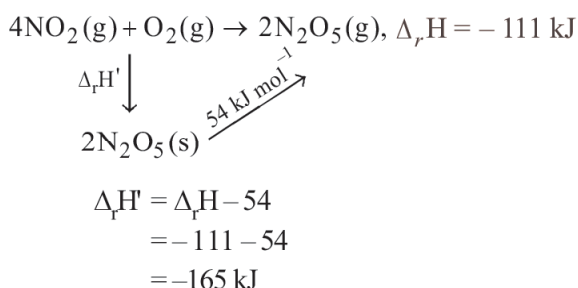 4NO₂(g) + O₂(g) → 2N₂O₅(g), ΔᵣH = – 111 kJ
ΔᵣH'
54 kJ mol⁻¹
2N₂O₅(s)
ΔᵣH' = ΔᵣH – 54
= – 111 – 54
= –165 kJ